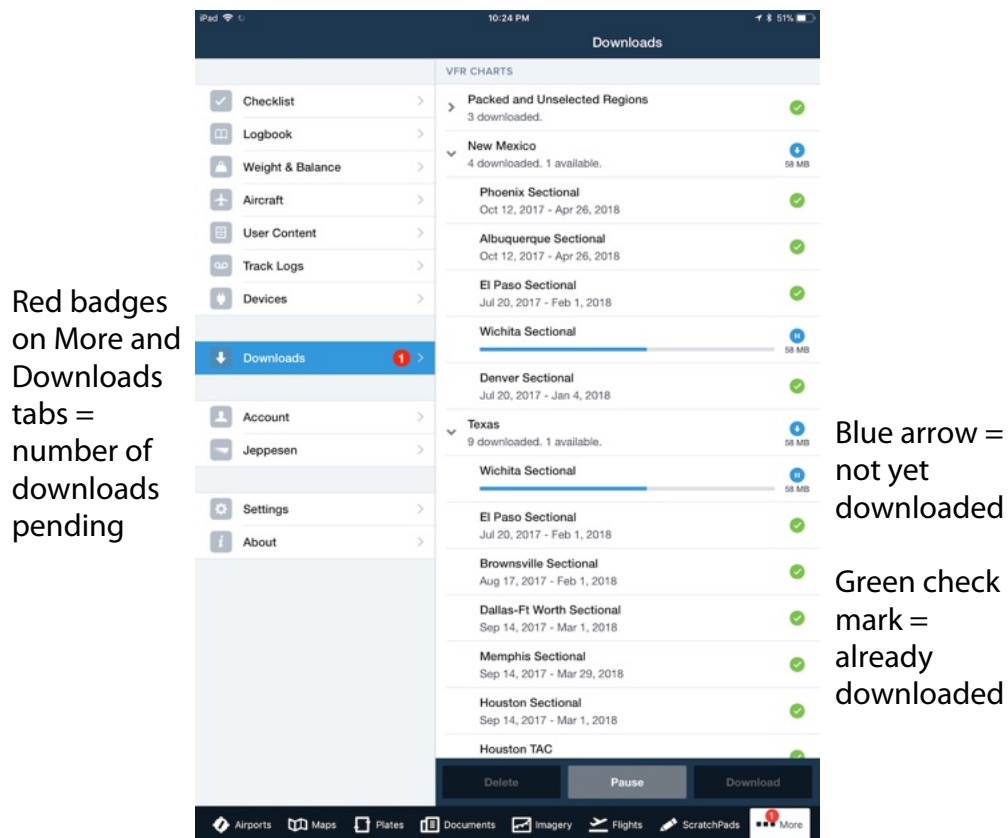 iPad
10:24 PM
51%
Downloads
VFR CHARTS
Checklist
Logbook
Weight & Balance
Aircraft
User Content
Track Logs
Devices
Downloads
1
Account
Jeppesen
Settings
About
Packed and Unselected Regions
3 downloaded.
New Mexico
4 downloaded. 1 available.
58 MB
Phoenix Sectional
Oct 12, 2017 - Apr 26, 2018
Albuquerque Sectional
Oct 12, 2017 - Apr 26, 2018
El Paso Sectional
Jul 20, 2017 - Feb 1, 2018
Wichita Sectional
58 MB
Denver Sectional
Jul 20, 2017 - Jan 4, 2018
Texas
9 downloaded. 1 available.
58 MB
Wichita Sectional
58 MB
El Paso Sectional
Jul 20, 2017 - Feb 1, 2018
Brownsville Sectional
Aug 17, 2017 - Feb 1, 2018
Dallas-Ft Worth Sectional
Sep 14, 2017 - Mar 1, 2018
Memphis Sectional
Sep 14, 2017 - Mar 29, 2018
Houston Sectional
Sep 14, 2017 - Mar 1, 2018
Houston TAC
Delete
Pause
Download
Airports
Maps
Plates
Documents
Imagery
Flights
ScratchPads
1
More
Red badges
on More and
Downloads
tabs =
number of
downloads
pending
Blue arrow =
not yet
downloaded
Green check
mark =
already
downloaded